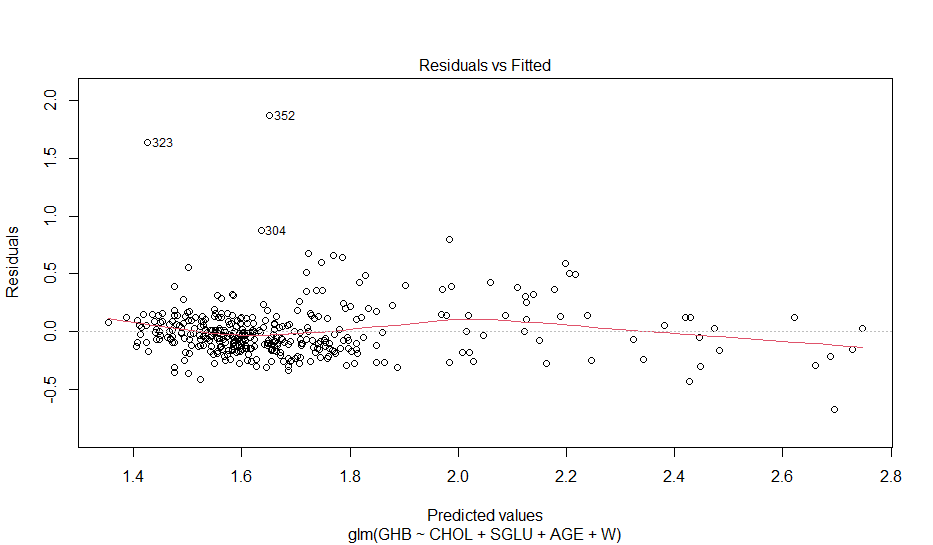 Residuals vs Fitted
Residuals
2.0
1.5
1.0
0.5
0.0
-0.5
352
323
304
1.4 1.6 1.8 2.0 2.2 2.4 2.6 2.8
Predicted values
glm(GHB ~ CHOL + SGLU + AGE + W)